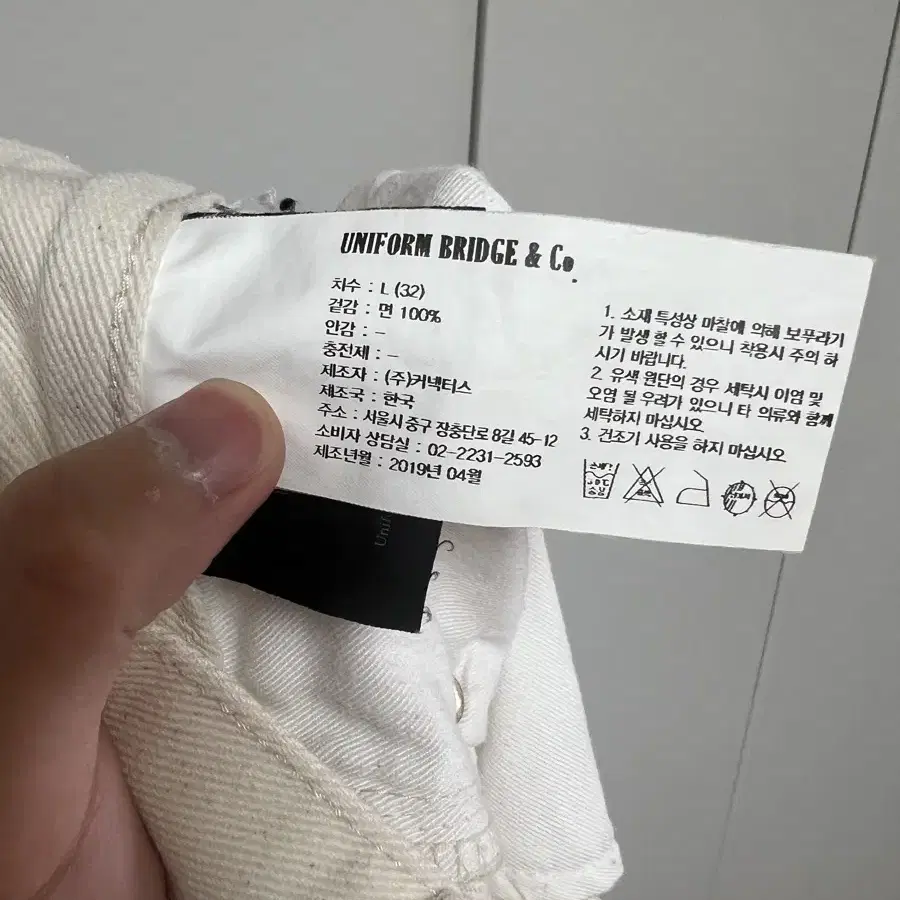 UNIFORM BRIDGE & Co.
치수 : L (32)
겉감 : 면 100%
안감 : –
충전제 : –
제조자 : (주)커넥터스
제조국 : 한국
주소 : 서울시 중구 장충단로 8길 45-12
소비자 상담실 : 02-2231-2593
제조년월 : 2019년 04월
1. 소재 특성상 마찰에 의해 보푸라기
가 발생 할 수 있으니 착용시 주의 하
시기 바랍니다.
2. 유색 원단의 경우 세탁시 이염 및
오염 될 우려가 있으니 타 의류와 함께
세탁하지 마십시오
3. 건조기 사용을 하지 마십시오
Unif